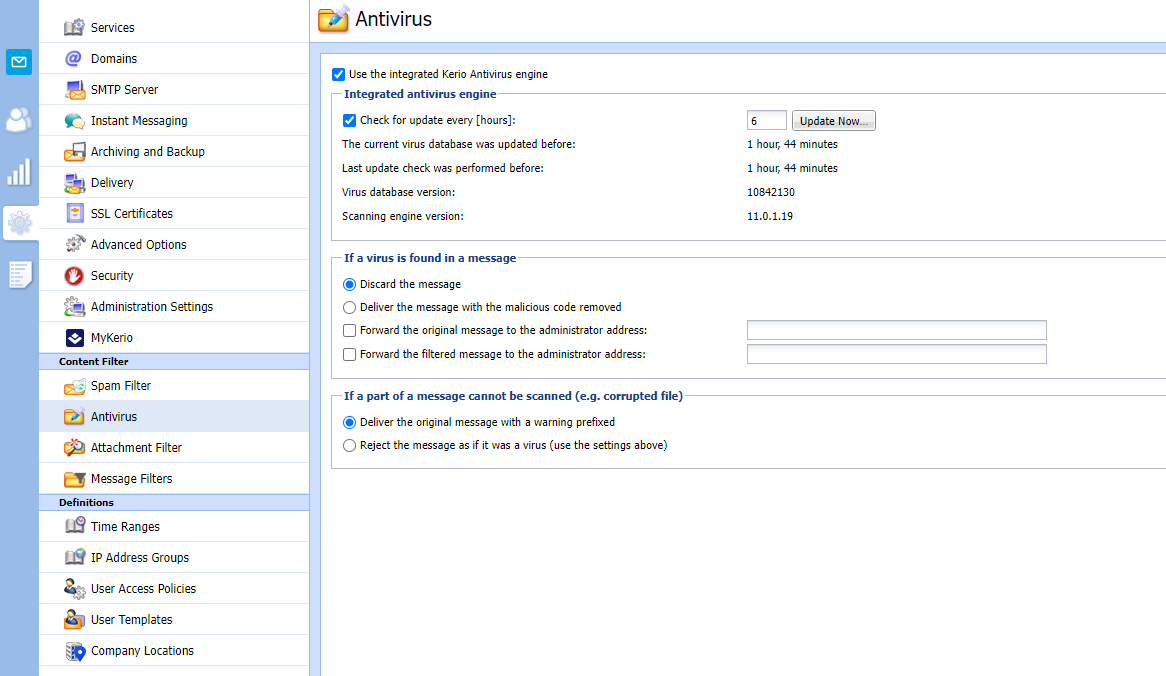 Services
Domains
SMTP Server
Instant Messaging
Archiving and Backup
Delivery
SSL Certificates
Advanced Options
Security
Administration Settings
MyKerio
Content Filter
Spam Filter
Antivirus
Attachment Filter
Message Filters
Definitions
Time Ranges
IP Address Groups
User Access Policies
User Templates
Company Locations
Antivirus
Use the integrated Kerio Antivirus engine
Integrated antivirus engine
Check for update every [hours]: 6 Update Now...
The current virus database was updated before: 1 hour, 44 minutes
Last update check was performed before: 1 hour, 44 minutes
Virus database version: 10842130
Scanning engine version: 11.0.1.19
If a virus is found in a message
Discard the message
Deliver the message with the malicious code removed
Forward the original message to the administrator address:
Forward the filtered message to the administrator address:
If a part of a message cannot be scanned (e.g. corrupted file)
Deliver the original message with a warning prefixed
Reject the message as if it was a virus (use the settings above)